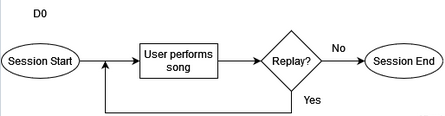 D0
Session Start
User performs
song
Replay?
No
Session End
Yes